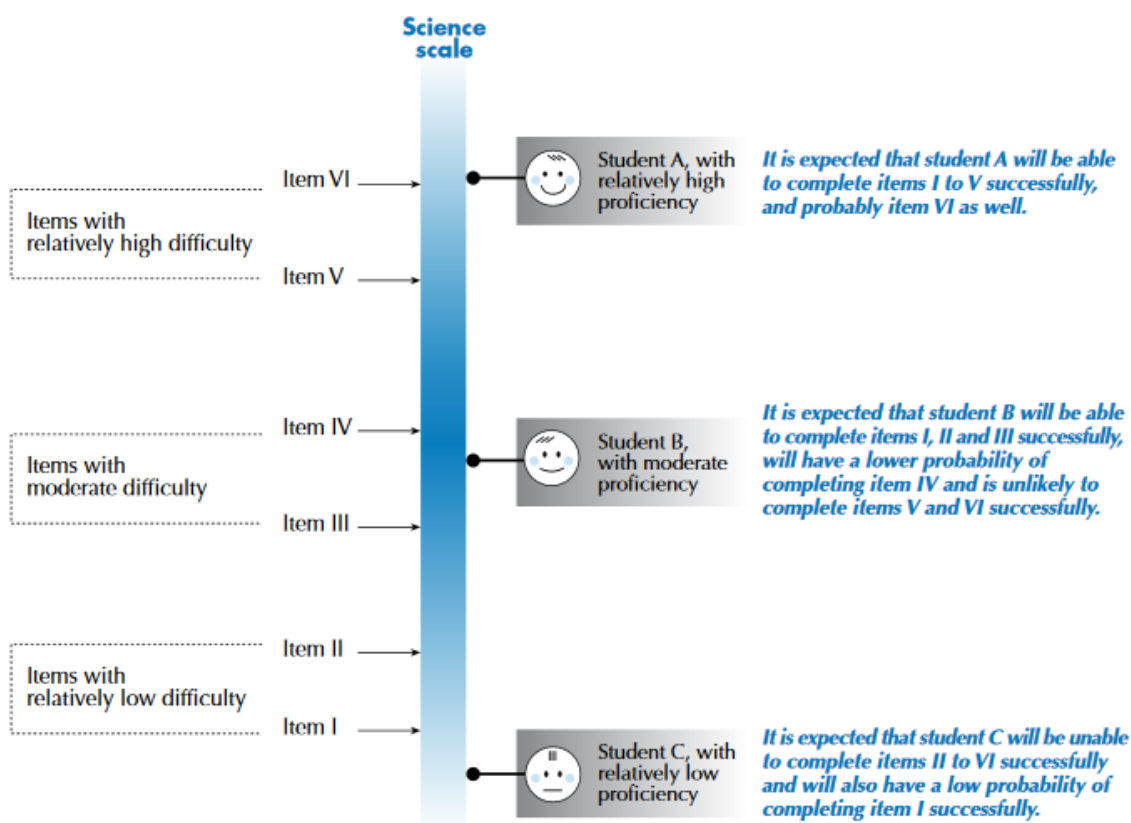 Science
scale
Item VI
Items with
relatively high difficulty
Item V
Student A, with
relatively high
proficiency
It is expected that student A will be able
to complete items I to V successfully,
and probably item VI as well.
Item IV
Items with
moderate difficulty
Item III
Student B,
with moderate
proficiency
It is expected that student B will be able
to complete items I, II and III successfully,
will have a lower probability of
completing item IV and is unlikely to
complete items V and VI successfully.
Item II
Items with
relatively low difficulty
Item I
Student C, with
relatively low
proficiency
It is expected that student C will be unable
to complete items II to VI successfully
and will also have a low probability of
completing item I successfully.